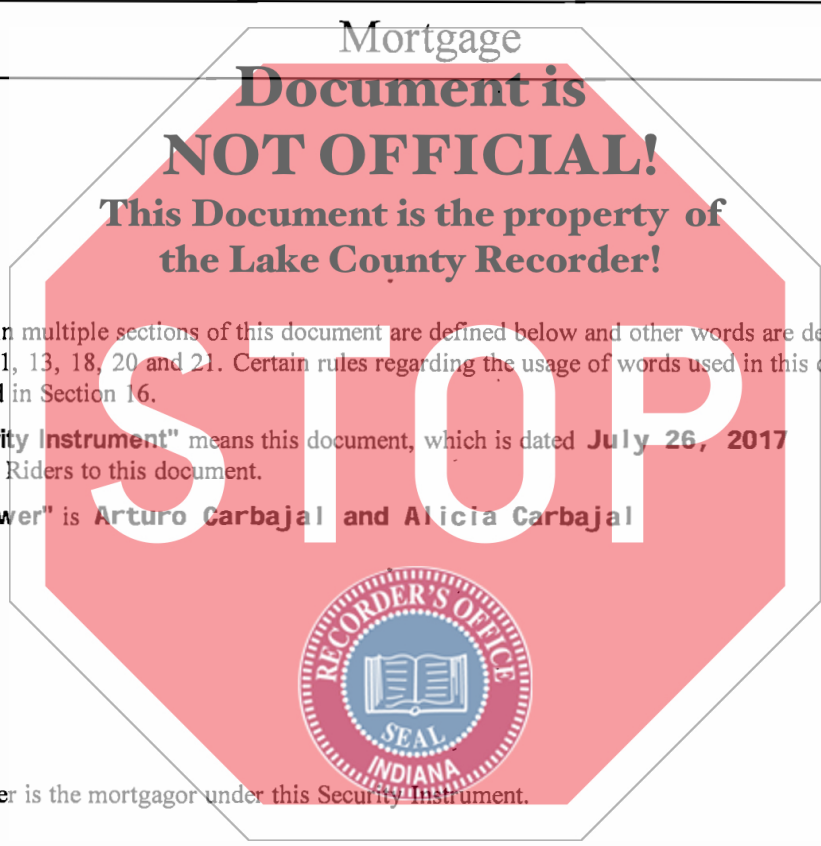 Mortgage
Document is
NOT OFFICIAL!
This Document is the property of
the Lake County Recorder!
n multiple sections of this document are defined below and other words are de
1, 13, 18, 20 and 21. Certain rules regarding the usage of words used in this
in Section 16.
ity Instrument" means this document, which is dated July 26, 2017
Riders to this document.
wer" is Arturo Carbajal and Alicia Carbajal
STOP
RECORDER'S OFFICE
SEAL
INDIANA
er is the mortgagor under this Security Instrument.